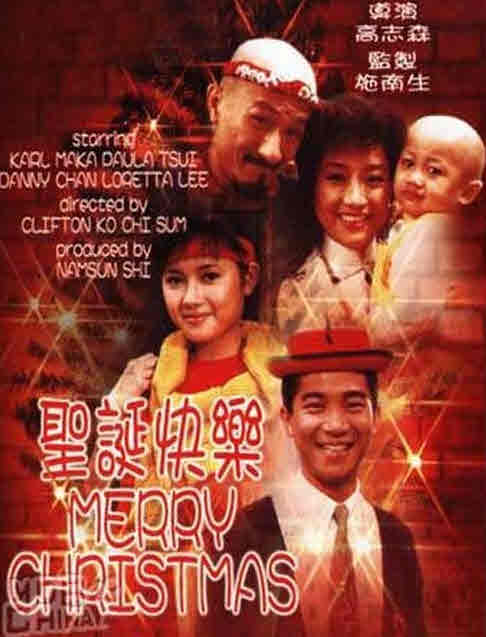 導演
高志森
監製
施南生
starring
KARL MAKA PAULA TSUI
DANNY CHAN LORETTA LEE
directed by
CLIFTON KO CHI SUM
produced by
NAMSUN SHI
聖誕快樂
MERRY
CHRISTMAS